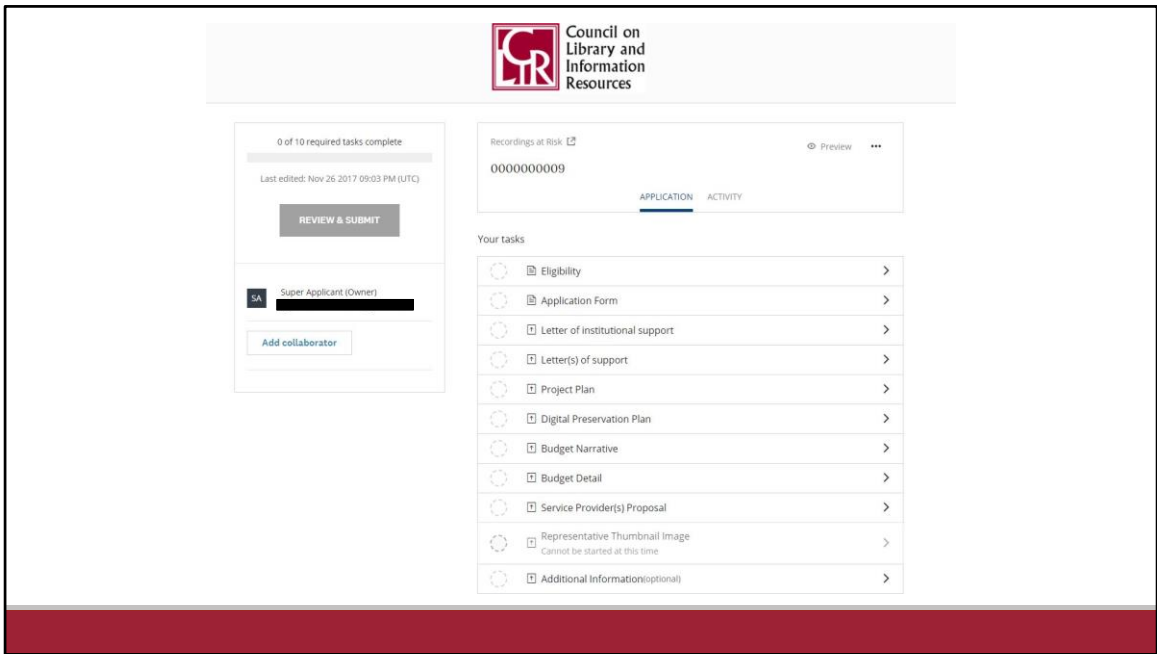 CLIR
Council on
Library and
Information
Resources
0 of 10 required tasks complete
Last edited: Nov 26 2017 09:03 PM (UTC)
REVIEW & SUBMIT
SA
Super Applicant (Owner)
Add collaborator
Recordings at Risk
Preview
•••
0000000009
APPLICATION ACTIVITY
Your tasks
Eligibility
Application Form
Letter of institutional support
Letter(s) of support
Project Plan
Digital Preservation Plan
Budget Narrative
Budget Detail
Service Provider(s) Proposal
Representative Thumbnail Image
Cannot be started at this time
Additional Information(optional)